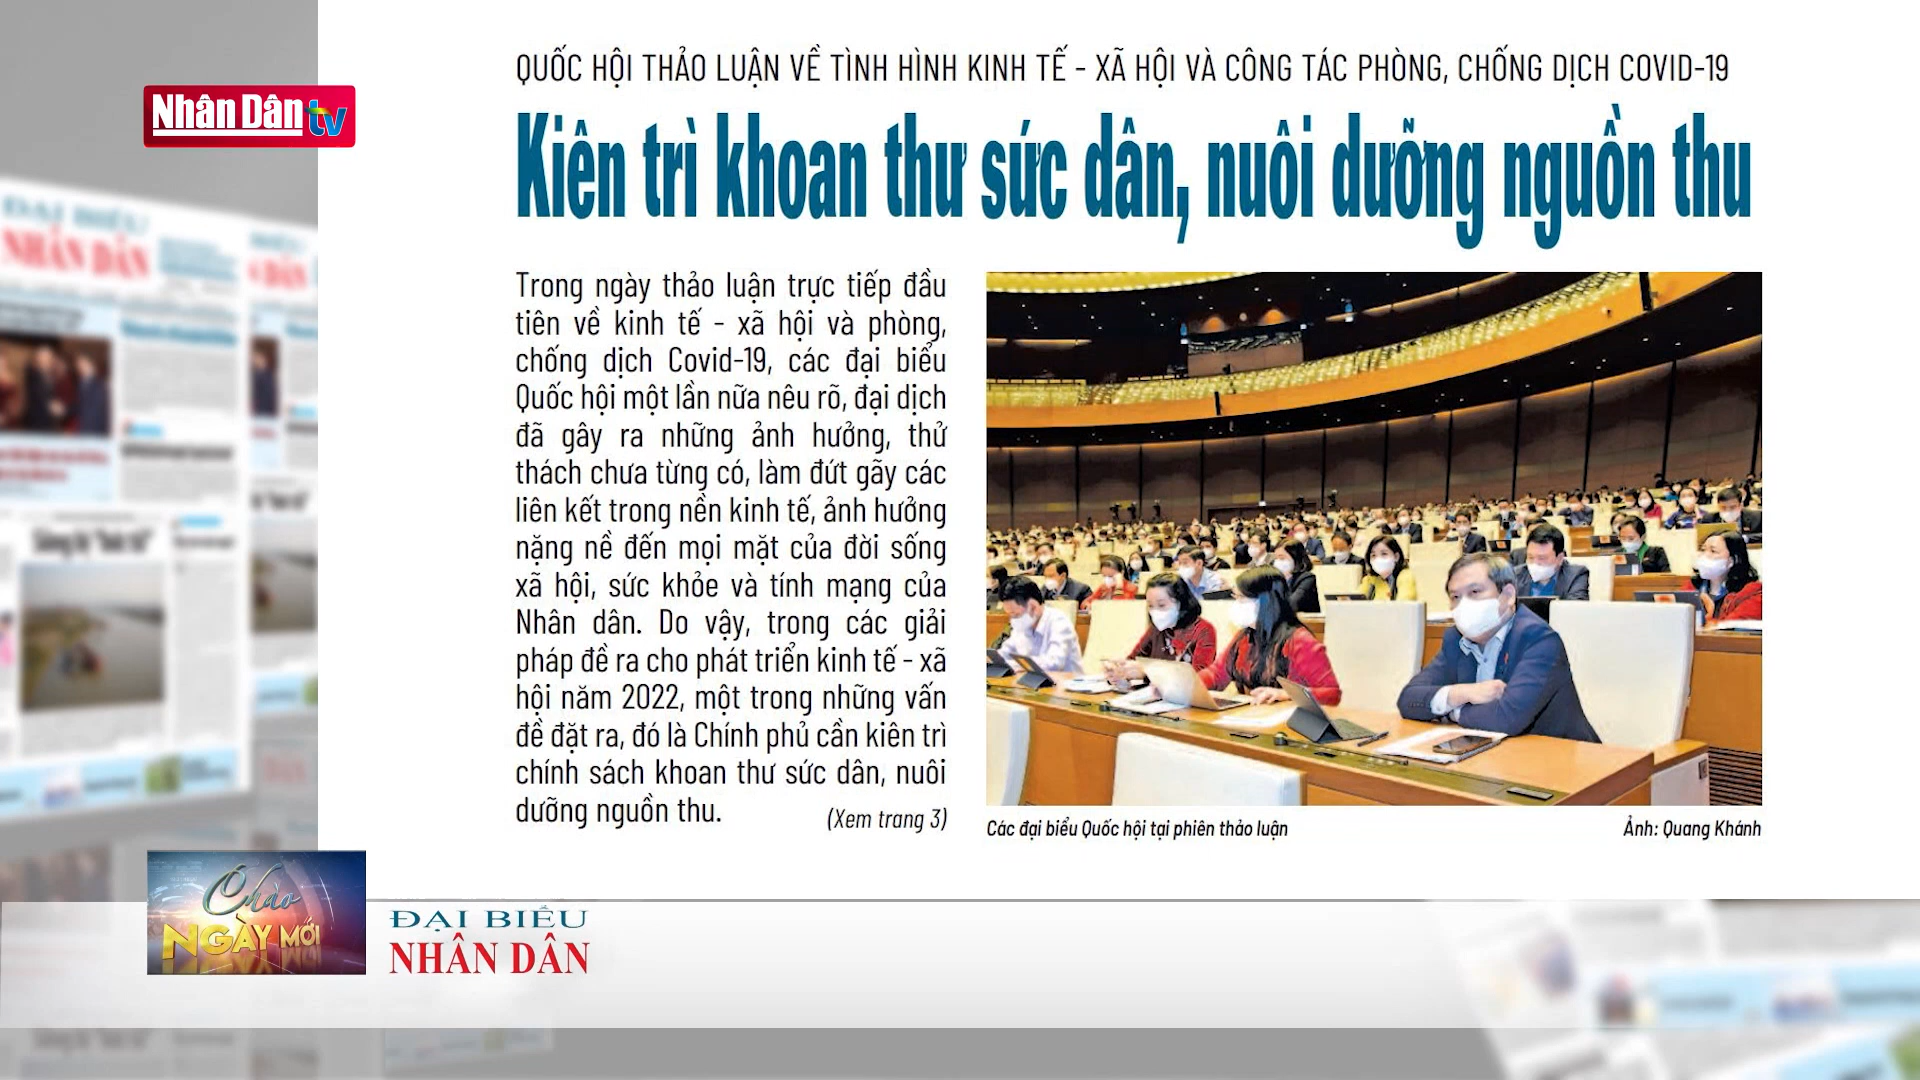 Nhân Dân tv
QUỐC HỘI THẢO LUẬN VỀ TÌNH HÌNH KINH TẾ - XÃ HỘI VÀ CÔNG TÁC PHÒNG, CHỐNG DỊCH COVID-19
Kiên trì khoan thư sức dân, nuôi dưỡng nguồn thu
Trong ngày thảo luận trực tiếp đầu
tiên về kinh tế - xã hội và phòng,
chống dịch Covid-19, các đại biểu
Quốc hội một lần nữa nêu rõ, đại dịch
đã gây ra những ảnh hưởng, thử
thách chưa từng có, làm đứt gãy các
liên kết trong nền kinh tế, ảnh hưởng
nặng nề đến mọi mặt của đời sống
xã hội, sức khỏe và tính mạng của
Nhân dân. Do vậy, trong các giải
pháp đề ra cho phát triển kinh tế - xã
hội năm 2022, một trong những vấn
đề đặt ra, đó là Chính phủ cần kiên trì
chính sách khoan thư sức dân, nuôi
dưỡng nguồn thu.
(Xem trang 3)
Các đại biểu Quốc hội tại phiên thảo luận
Ảnh: Quang Khánh
ĐẠI BIỂU
NHÂN DÂN
Chào
NGÀY MỚI
ĐẠI BIỂU
NHÂN DÂN